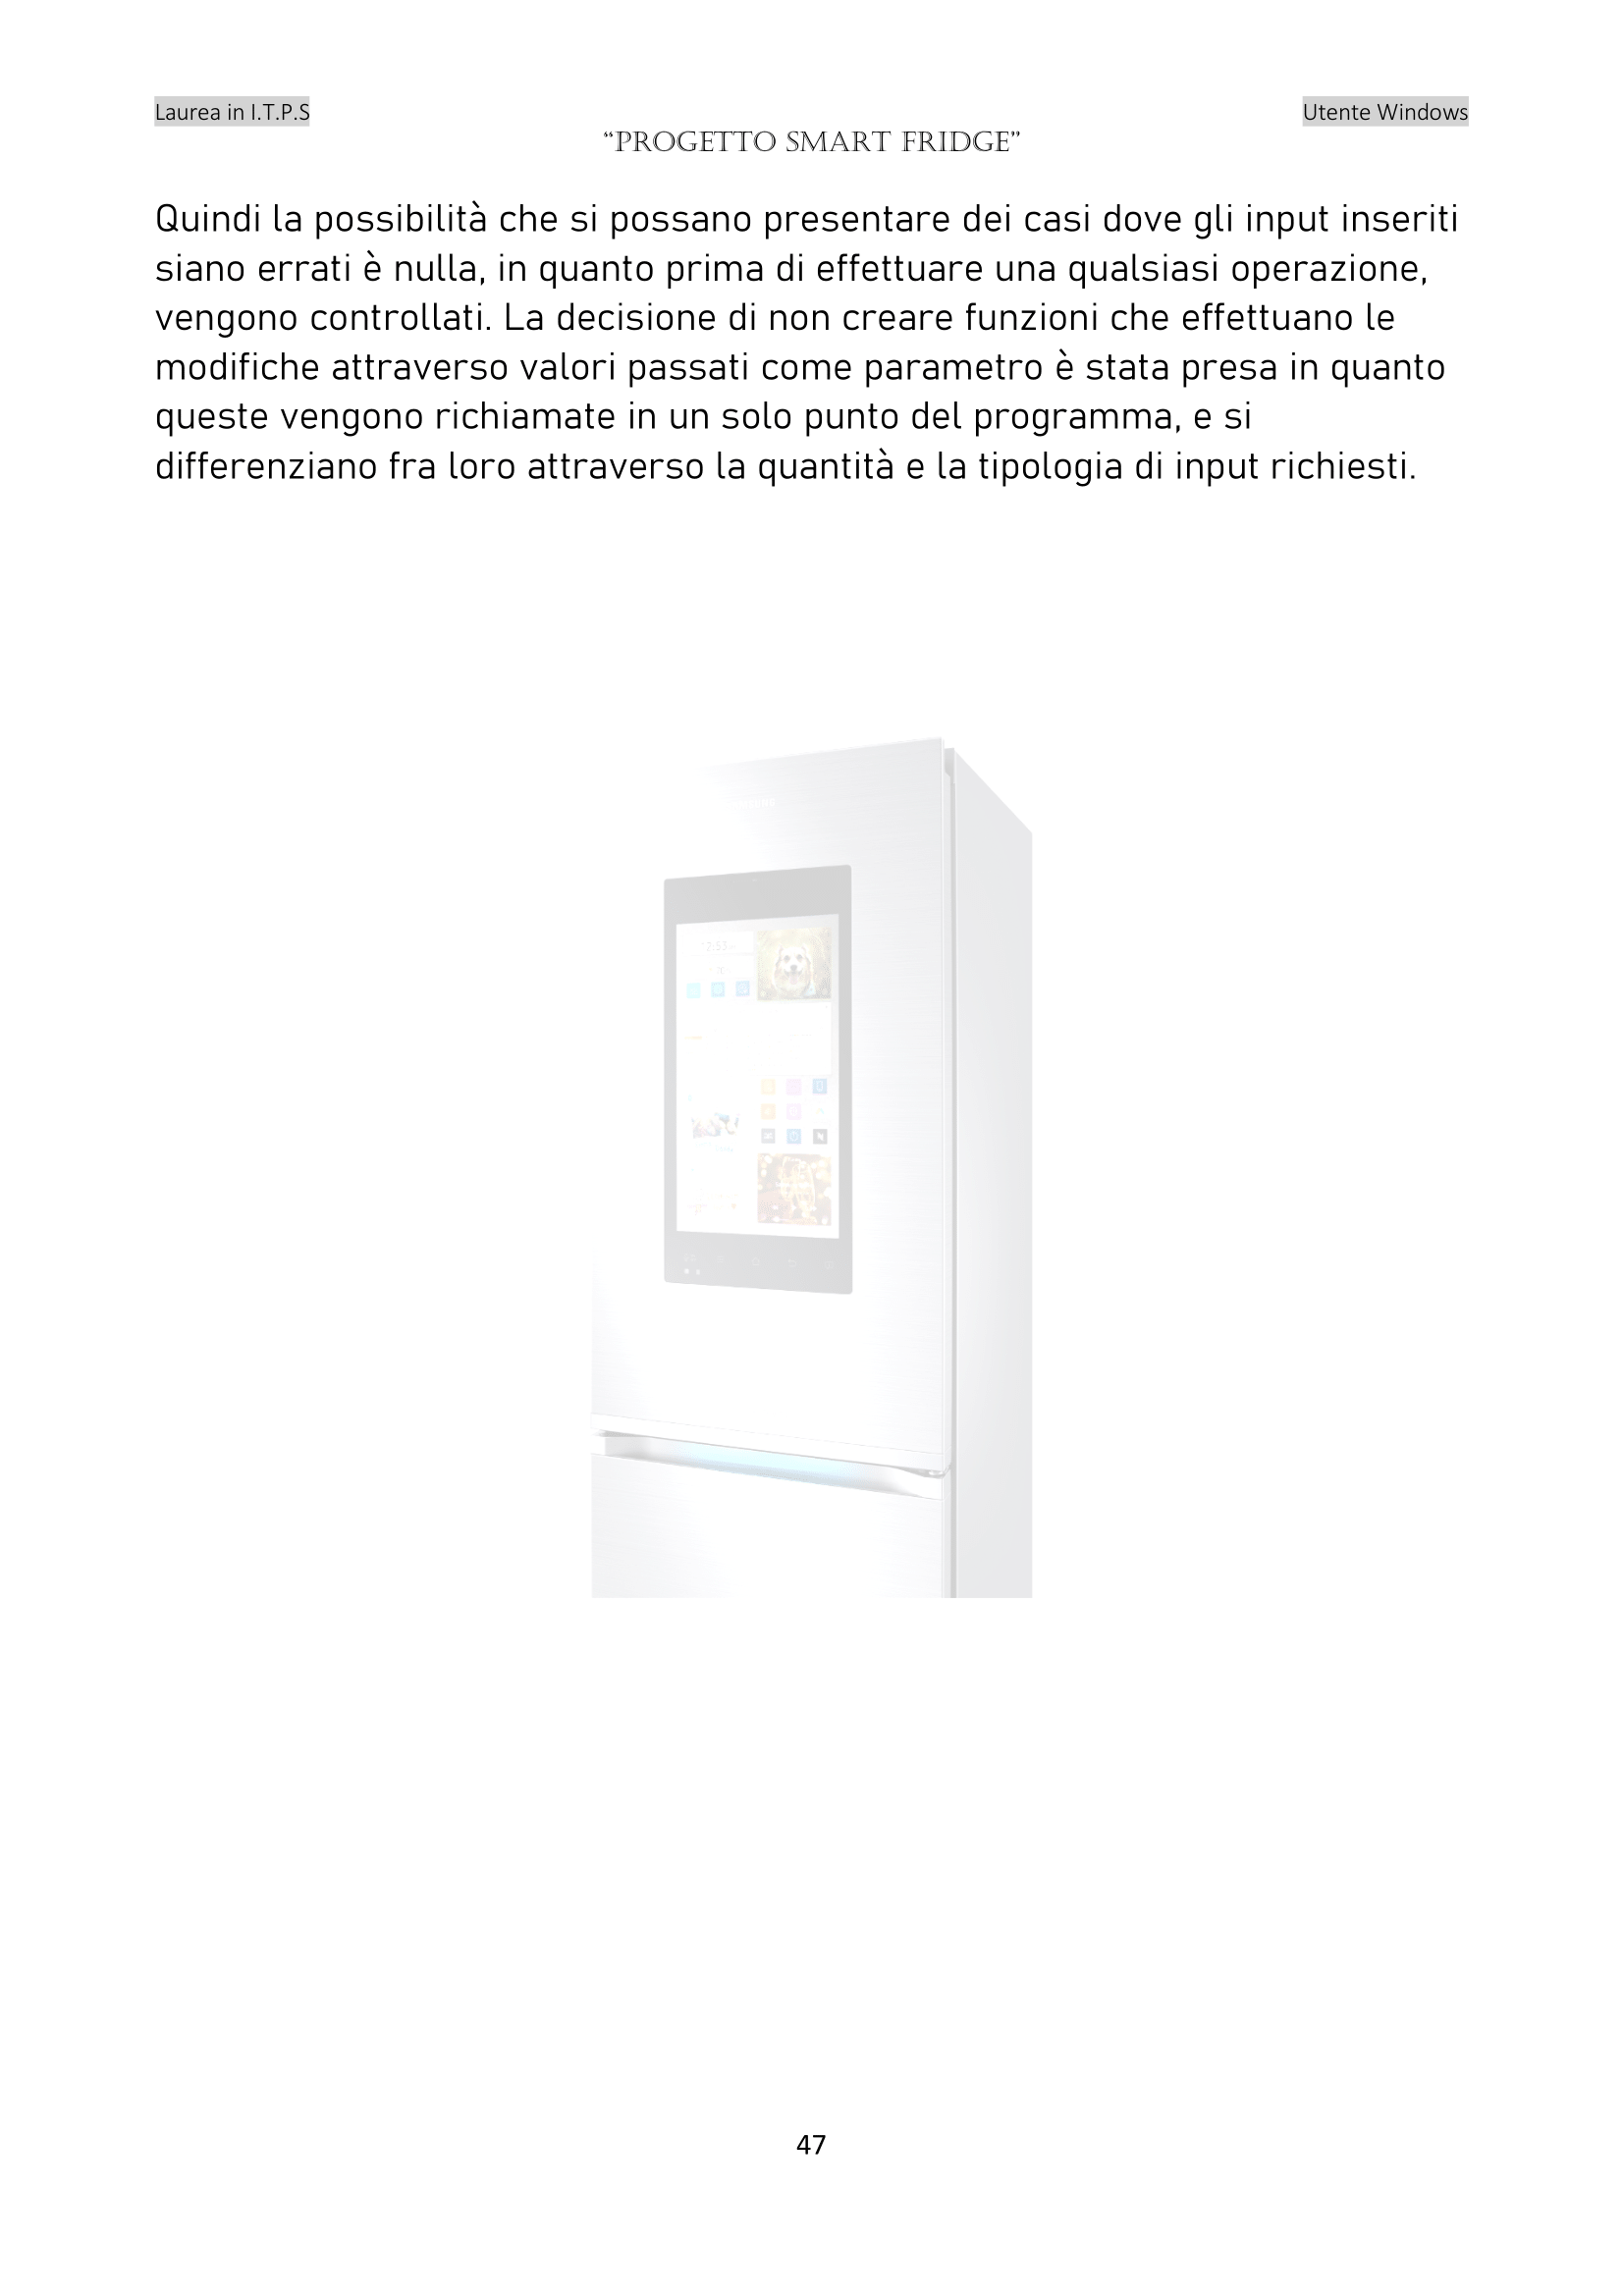 Laurea in I.T.P.S
Utente Windows
“PROGETTO SMART FRIDGE”
Quindi la possibilità che si possano presentare dei casi dove gli input inseriti
siano errati è nulla, in quanto prima di effettuare una qualsiasi operazione,
vengono controllati. La decisione di non creare funzioni che effettuano le
modifiche attraverso valori passati come parametro è stata presa in quanto
queste vengono richiamate in un solo punto del programma, e si
differenziano fra loro attraverso la quantità e la tipologia di input richiesti.
12:53
47